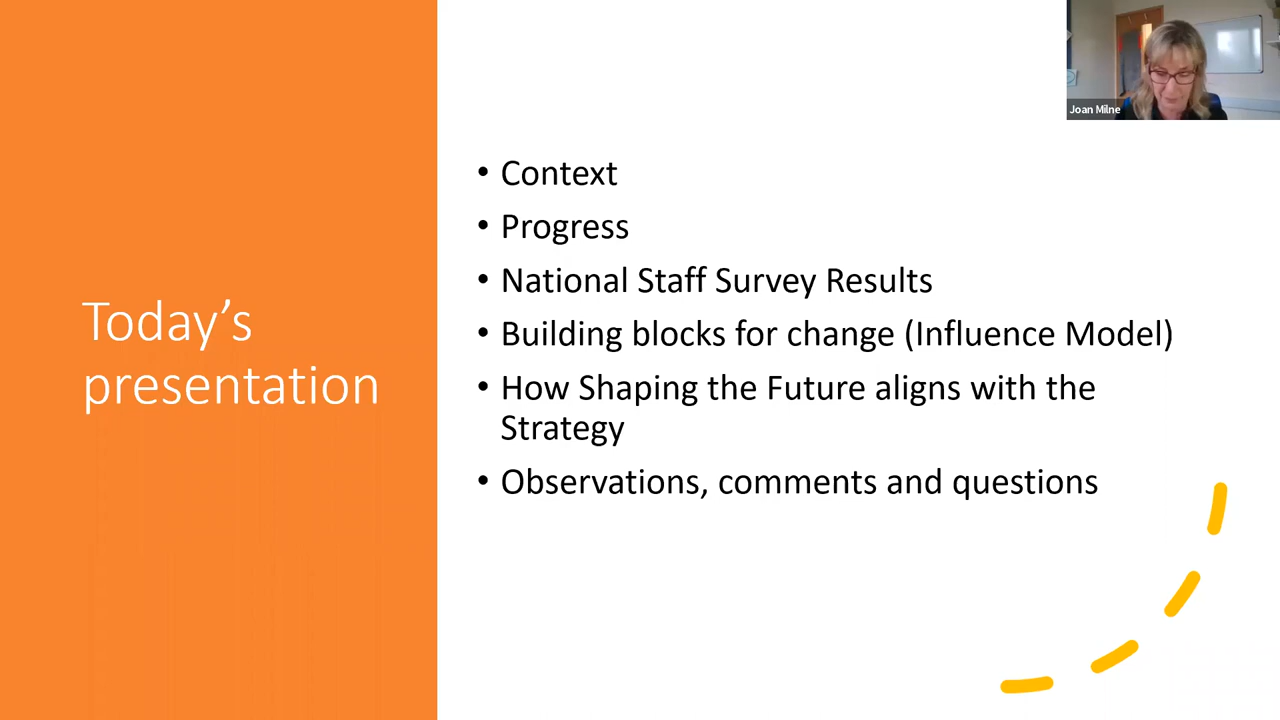 Joan Milne
Today’s
presentation
• Context
• Progress
• National Staff Survey Results
• Building blocks for change (Influence Model)
• How Shaping the Future aligns with the
Strategy
• Observations, comments and questions